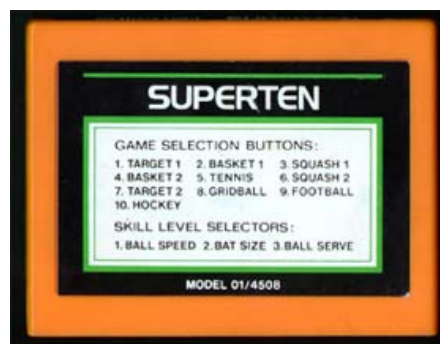 SUPERTEN
GAME SELECTION BUTTONS:
1. TARGET 1 2. BASKET 1 3. SQUASH 1
4. BASKET 2 5. TENNIS 6. SQUASH 2
7. TARGET 2 8. GRIDBALL 9. FOOTBALL
10. HOCKEY
SKILL LEVEL SELECTORS:
1. BALL SPEED 2. BAT SIZE 3. BALL SERVE
MODEL 01/4508